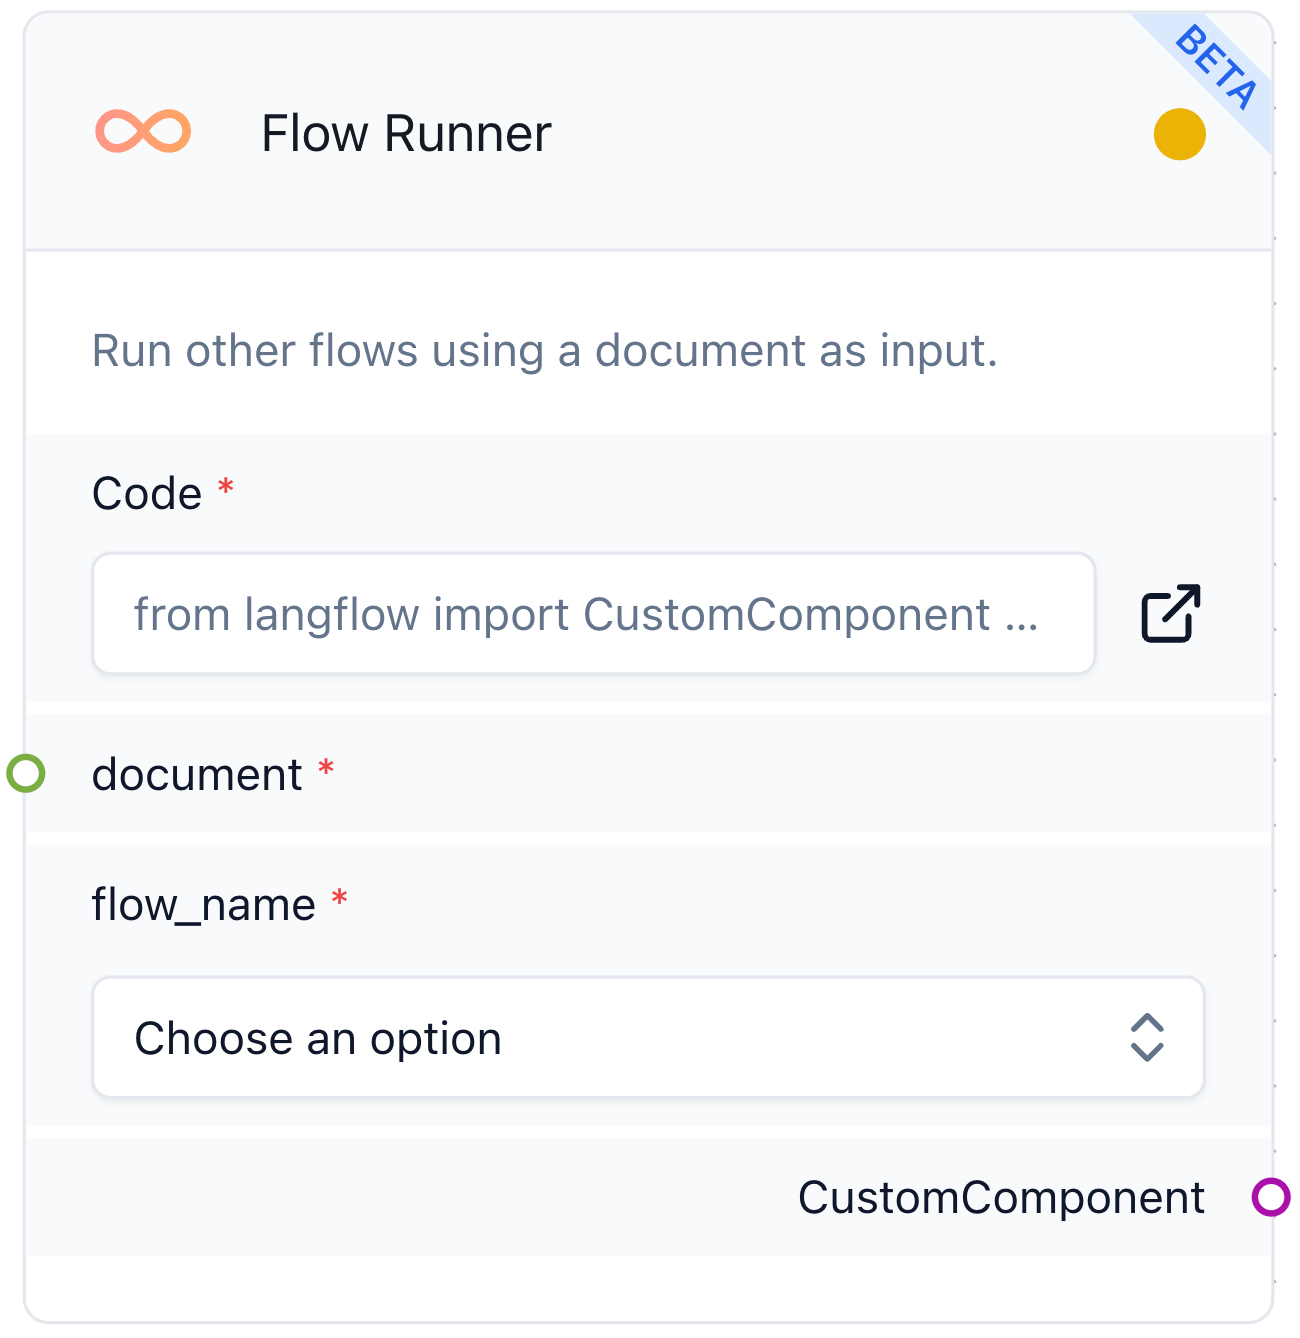 BETA
Flow Runner
Run other flows using a document as input.
Code *
from langflow import CustomComponent ...
document *
flow_name *
Choose an option
CustomComponent